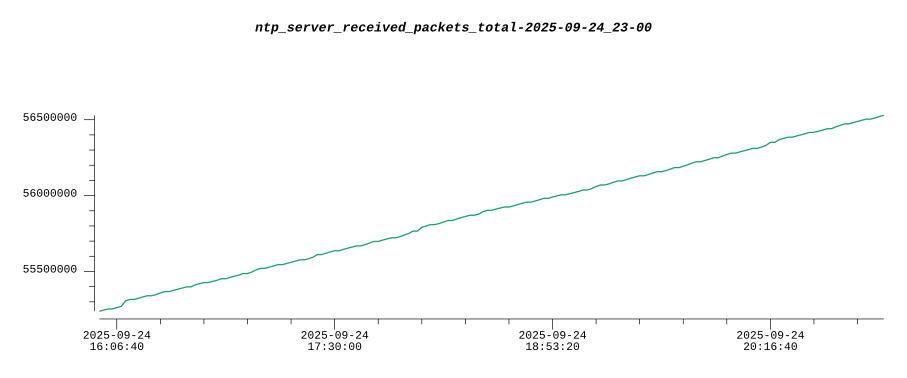 ntp_server_received_packets_total-2025-09-24_23-00
56500000
56000000
55500000
2025-09-24 2025-09-24 2025-09-24 2025-09-24
16:06:40 17:30:00 18:53:20 20:16:40